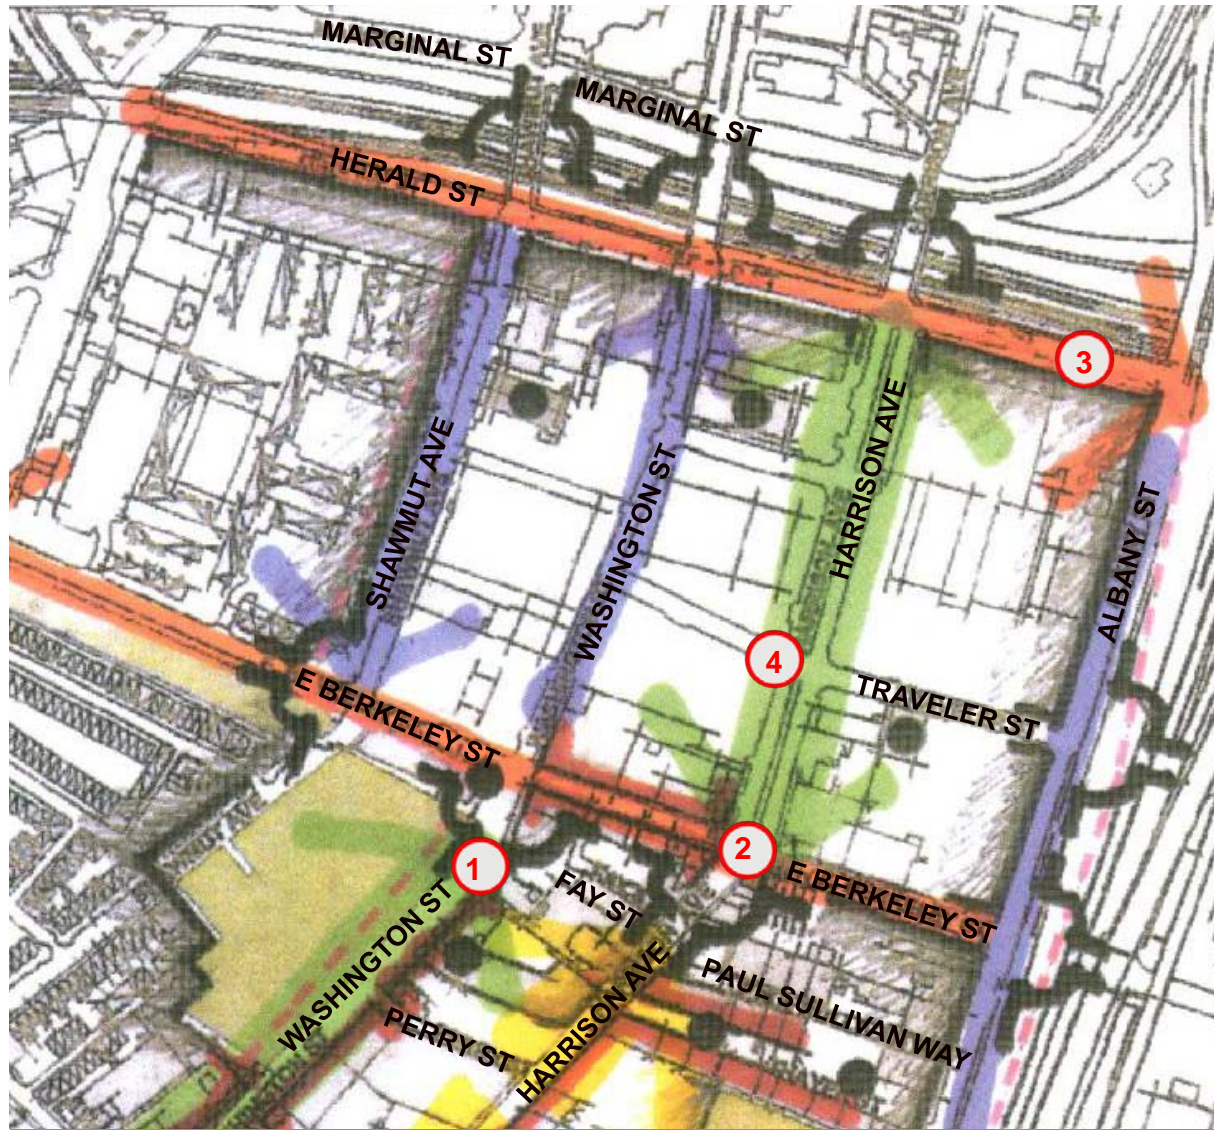 MARGINAL ST
MARGINAL ST
HERALD ST
3
SHAWMUT AVE
WASHINGTON ST
HARRISON AVE
ALBANY ST
4
TRAVELER ST
E BERKELEY ST
2
1
E BERKELEY ST
FAY ST
WASHINGTON ST
HARRISON AVE
PAUL SULLIVAN WAY
PERRY ST